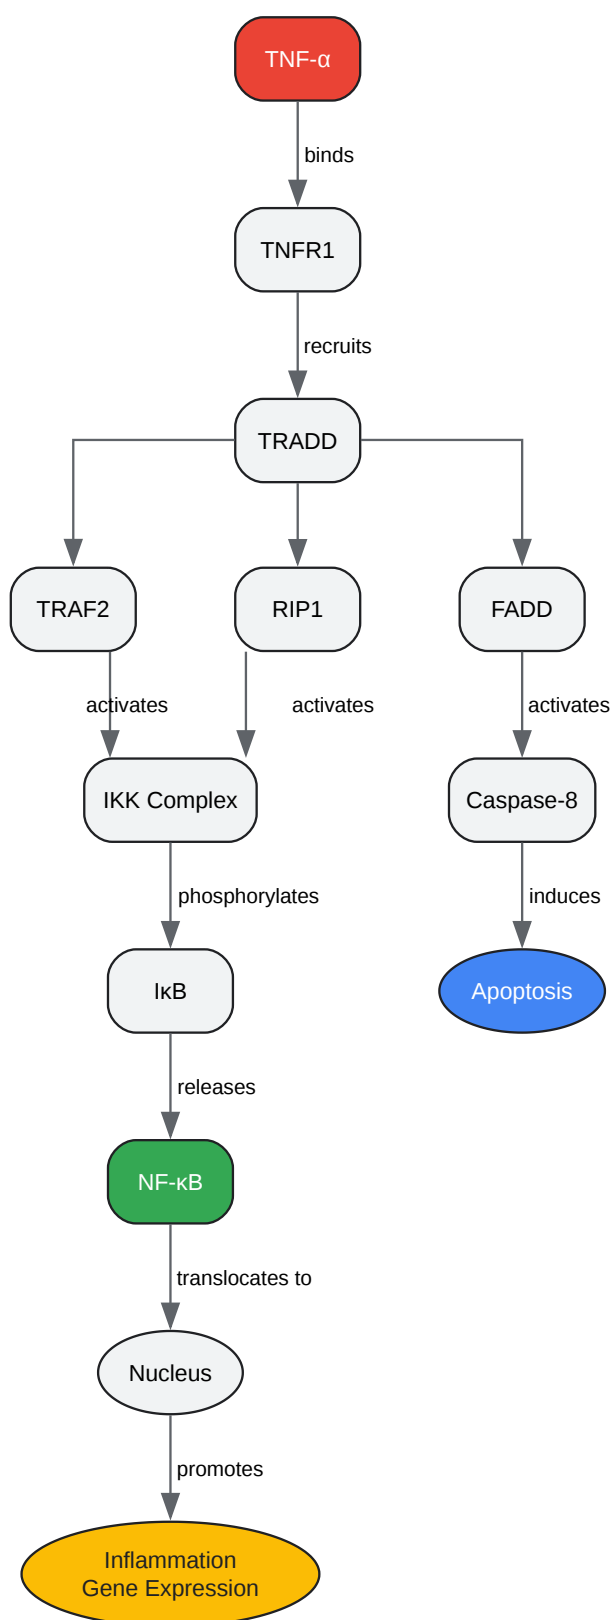 TNF-α
binds
TNFR1
recruits
TRADD
TRAF2
RIP1
FADD
activates
activates
activates
IKK Complex
Caspase-8
phosphorylates
induces
IκB
Apoptosis
releases
NF-κB
translocates to
Nucleus
promotes
Inflammation
Gene Expression